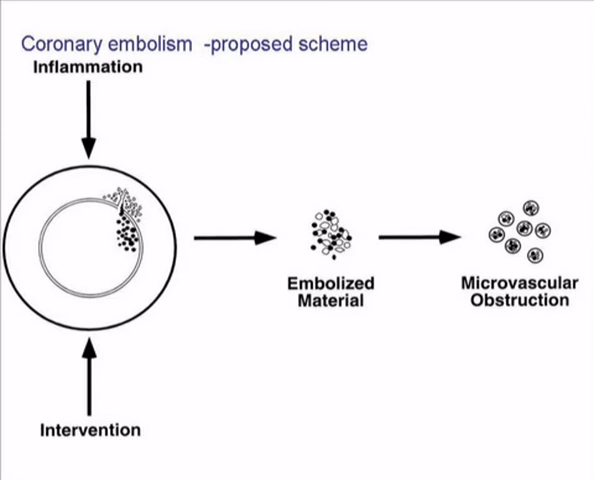 Coronary embolism -proposed scheme
Inflammation
Embolized
Material
Microvascular
Obstruction
Intervention